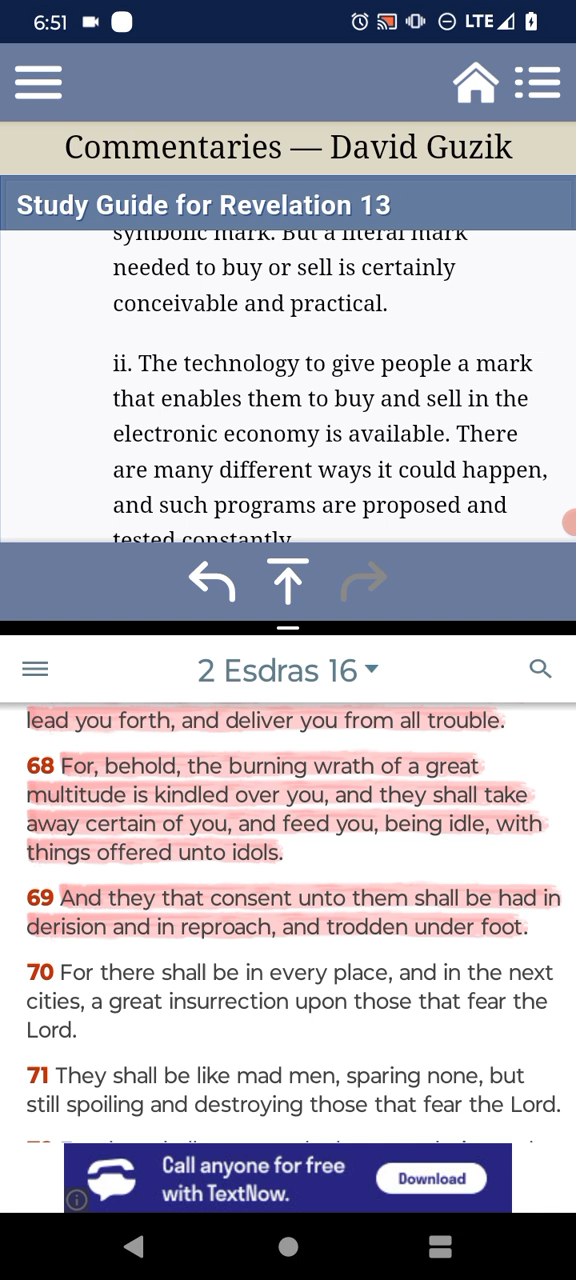 6:51
LTE
Commentaries — David Guzik
Study Guide for Revelation 13
symbolic mark. But a literal mark
needed to buy or sell is certainly
conceivable and practical.
ii. The technology to give people a mark
that enables them to buy and sell in the
electronic economy is available. There
are many different ways it could happen,
and such programs are proposed and
tested constantly
2 Esdras 16
lead you forth, and deliver you from all trouble.
68 For, behold, the burning wrath of a great
multitude is kindled over you, and they shall take
away certain of you, and feed you, being idle, with
things offered unto idols.
69 And they that consent unto them shall be had in
derision and in reproach, and trodden under foot.
70 For there shall be in every place, and in the next
cities, a great insurrection upon those that fear the
Lord.
71 They shall be like mad men, sparing none, but
still spoiling and destroying those that fear the Lord.
Call anyone for free
with TextNow.
Download